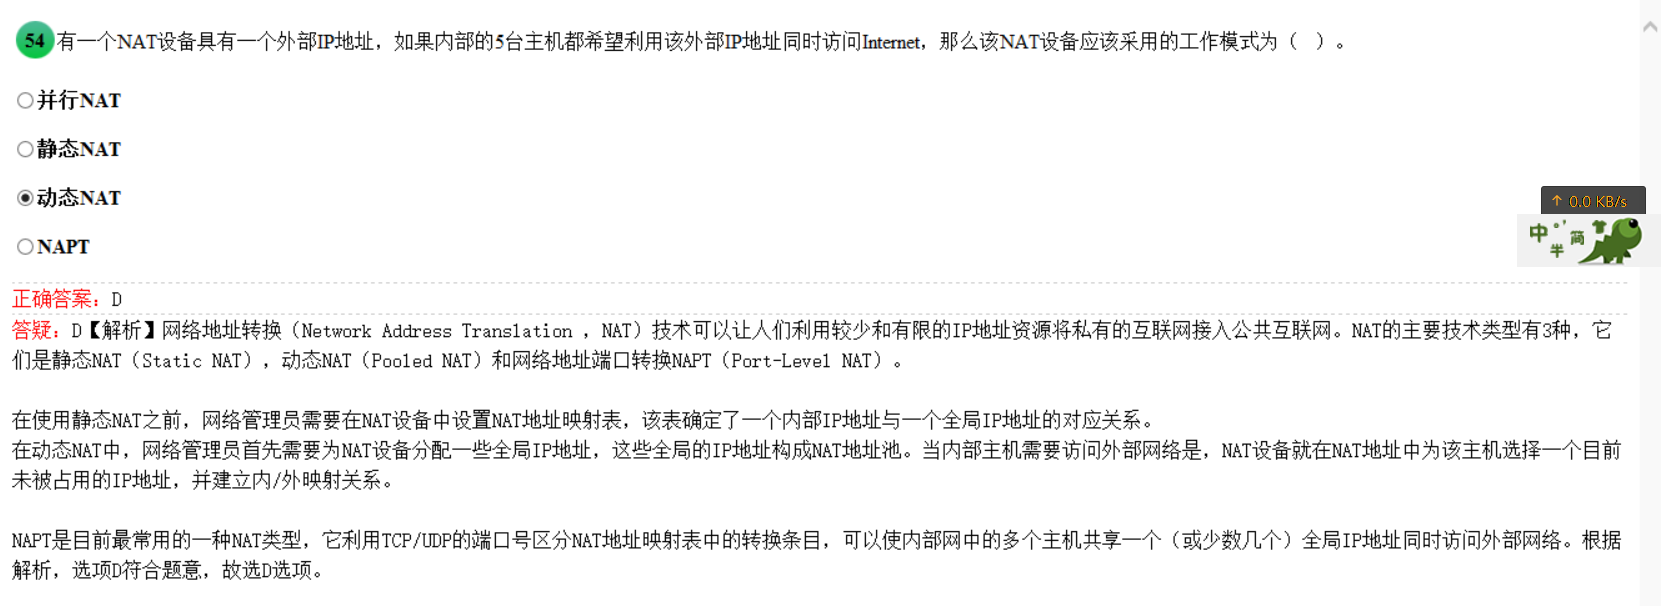 54 有一个NAT设备具有一个外部IP地址，如果内部的5台主机都希望利用该外部IP地址同时访问Internet，那么该NAT设备应该采用的工作模式为（ ）。
并行NAT
静态NAT
动态NAT
NAPT
↑ 0.0 KB/s
中 °’ 简 半
正确答案：D
答疑：D【解析】网络地址转换（Network Address Translation ，NAT）技术可以让人们利用较少和有限的IP地址资源将私有的互联网接入公共互联网。NAT的主要技术类型有3种，它
们是静态NAT（Static NAT），动态NAT（Pooled NAT）和网络地址端口转换NAPT（Port-Level NAT）。
在使用静态NAT之前，网络管理员需要在NAT设备中设置NAT地址映射表，该表确定了一个内部IP地址与一个全局IP地址的对应关系。
在动态NAT中，网络管理员首先需要为NAT设备分配一些全局IP地址，这些全局的IP地址构成NAT地址池。当内部主机需要访问外部网络是，NAT设备就在NAT地址中为该主机选择一个目前
未被占用的IP地址，并建立内/外映射关系。
NAPT是目前最常用的一种NAT类型，它利用TCP/UDP的端口号区分NAT地址映射表中的转换条目，可以使内部网中的多个主机共享一个（或少数几个）全局IP地址同时访问外部网络。根据
解析，选项D符合题意，故选D选项。